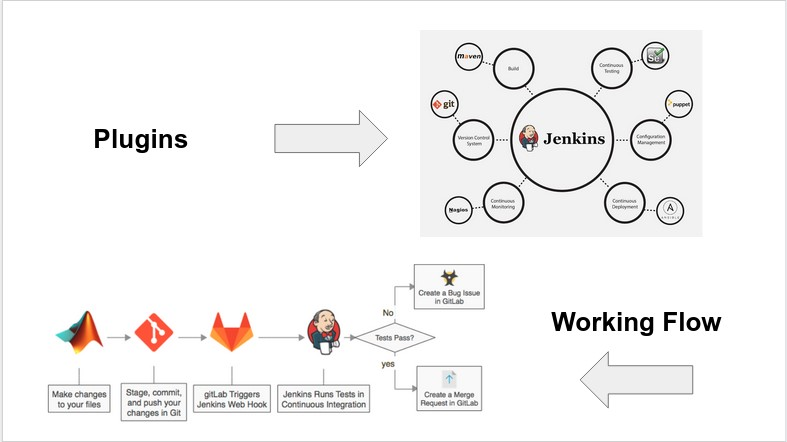 Plugins
maven
Build
Continuous
Testing
Se
git
Version Control
System
Jenkins
puppet
Configuration
Management
Nagios
Continuous
Monitoring
Continuous
Deployment
A
ANSIBLE
Working Flow
Make changes
to your files
Stage, commit,
and push your
changes in Git
gitLab Triggers
Jenkins Web Hook
Jenkins Runs Tests in
Continuous Integration
Tests Pass?
No
Create a Bug Issue
in GitLab
yes
Create a Merge
Request in GitLab